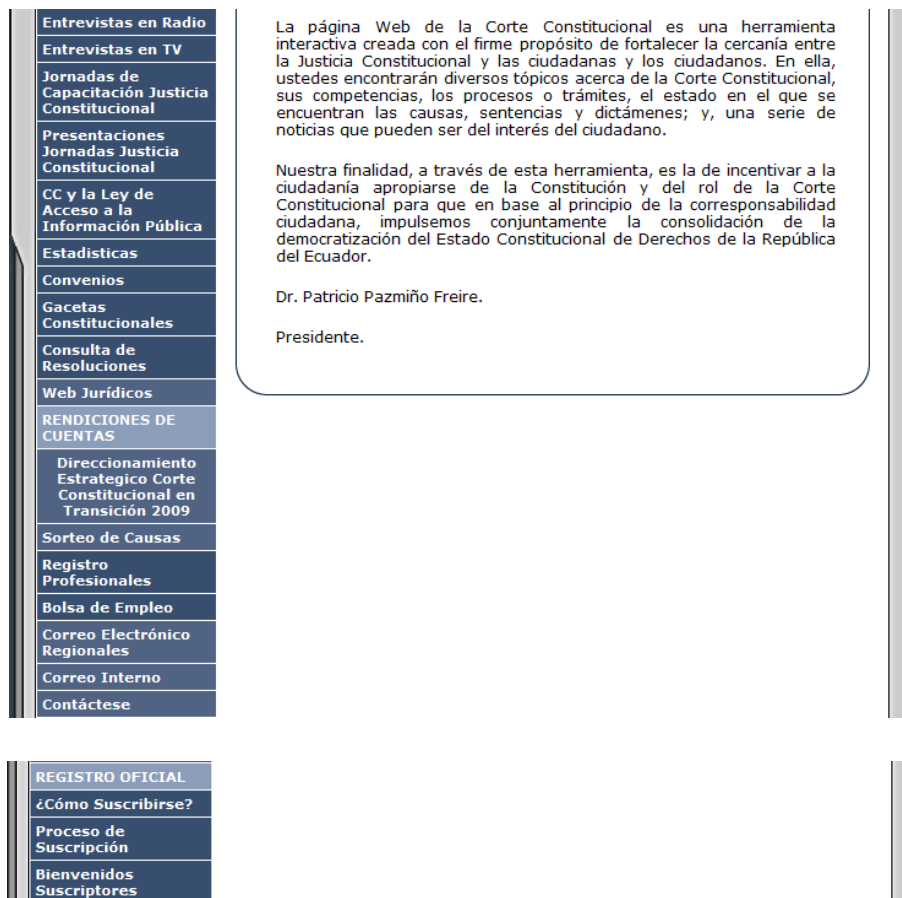 Entrevistas en Radio
Entrevistas en TV
Jornadas de
Capacitación Justicia
Constitucional
Presentaciones
Jornadas Justicia
Constitucional
CC y la Ley de
Acceso a la
Información Pública
Estadisticas
Convenios
Gacetas
Constitucionales
Consulta de
Resoluciones
Web Jurídicos
RENDICIONES DE
CUENTAS
Direccionamiento
Estrategico Corte
Constitucional en
Transición 2009
Sorteo de Causas
Registro
Profesionales
Bolsa de Empleo
Correo Electrónico
Regionales
Correo Interno
Contáctese
La página Web de la Corte Constitucional es una herramienta
interactiva creada con el firme propósito de fortalecer la cercanía entre
la Justicia Constitucional y las ciudadanas y los ciudadanos. En ella,
ustedes encontrarán diversos tópicos acerca de la Corte Constitucional,
sus competencias, los procesos o trámites, el estado en el que se
encuentran las causas, sentencias y dictámenes; y, una serie de
noticias que pueden ser del interés del ciudadano.
Nuestra finalidad, a través de esta herramienta, es la de incentivar a la
ciudadanía apropiarse de la Constitución y del rol de la Corte
Constitucional para que en base al principio de la corresponsabilidad
ciudadana, impulsemos conjuntamente la consolidación de la
democratización del Estado Constitucional de Derechos de la República
del Ecuador.
Dr. Patricio Pazmiño Freire.
Presidente.
REGISTRO OFICIAL
¿Cómo Suscribirse?
Proceso de
Suscripción
Bienvenidos
Suscriptores